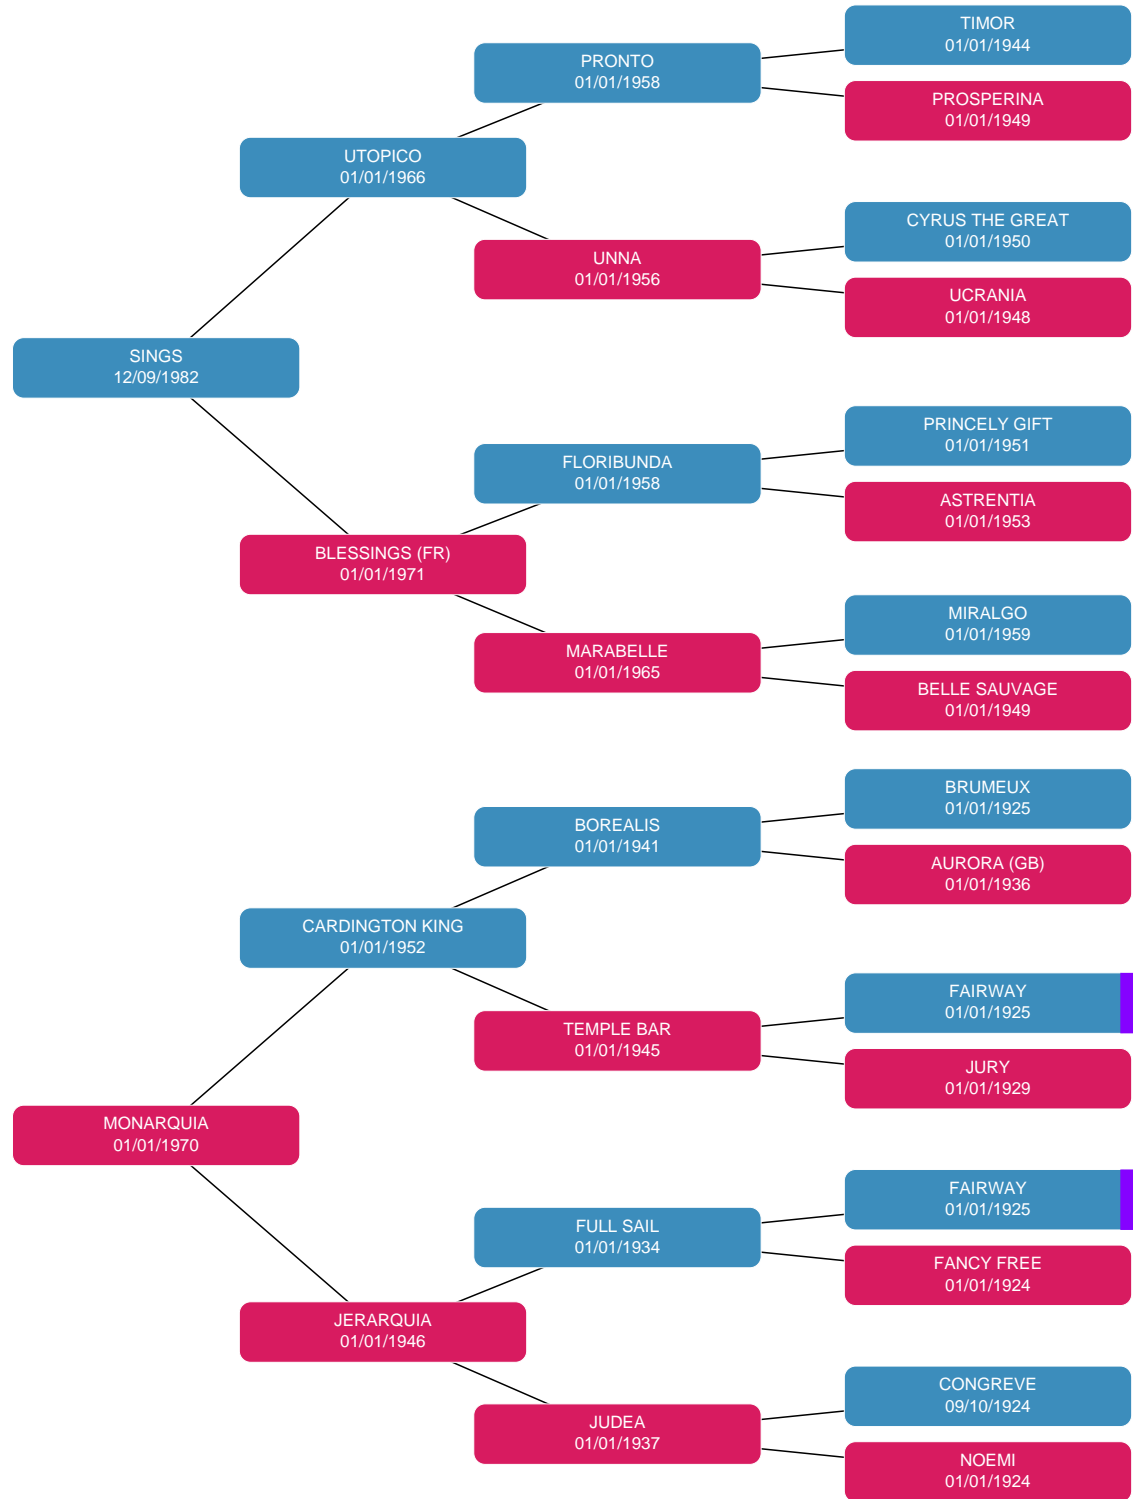 TIMOR
01/01/1944
PRONTO
01/01/1958
PROSPERINA
01/01/1949
UTOPICO
01/01/1966
CYRUS THE GREAT
01/01/1950
UNNA
01/01/1956
UCRANIA
01/01/1948
SINGS
12/09/1982
PRINCELY GIFT
01/01/1951
FLORIBUNDA
01/01/1958
ASTRENTIA
01/01/1953
BLESSINGS (FR)
01/01/1971
MIRALGO
01/01/1959
MARABELLE
01/01/1965
BELLE SAUVAGE
01/01/1949
BRUMEUX
01/01/1925
BOREALIS
01/01/1941
AURORA (GB)
01/01/1936
CARDINGTON KING
01/01/1952
FAIRWAY
01/01/1925
TEMPLE BAR
01/01/1945
JURY
01/01/1929
MONARQUIA
01/01/1970
FAIRWAY
01/01/1925
FULL SAIL
01/01/1934
FANCY FREE
01/01/1924
JERARQUIA
01/01/1946
CONGREVE
09/10/1924
JUDEA
01/01/1937
NOEMI
01/01/1924